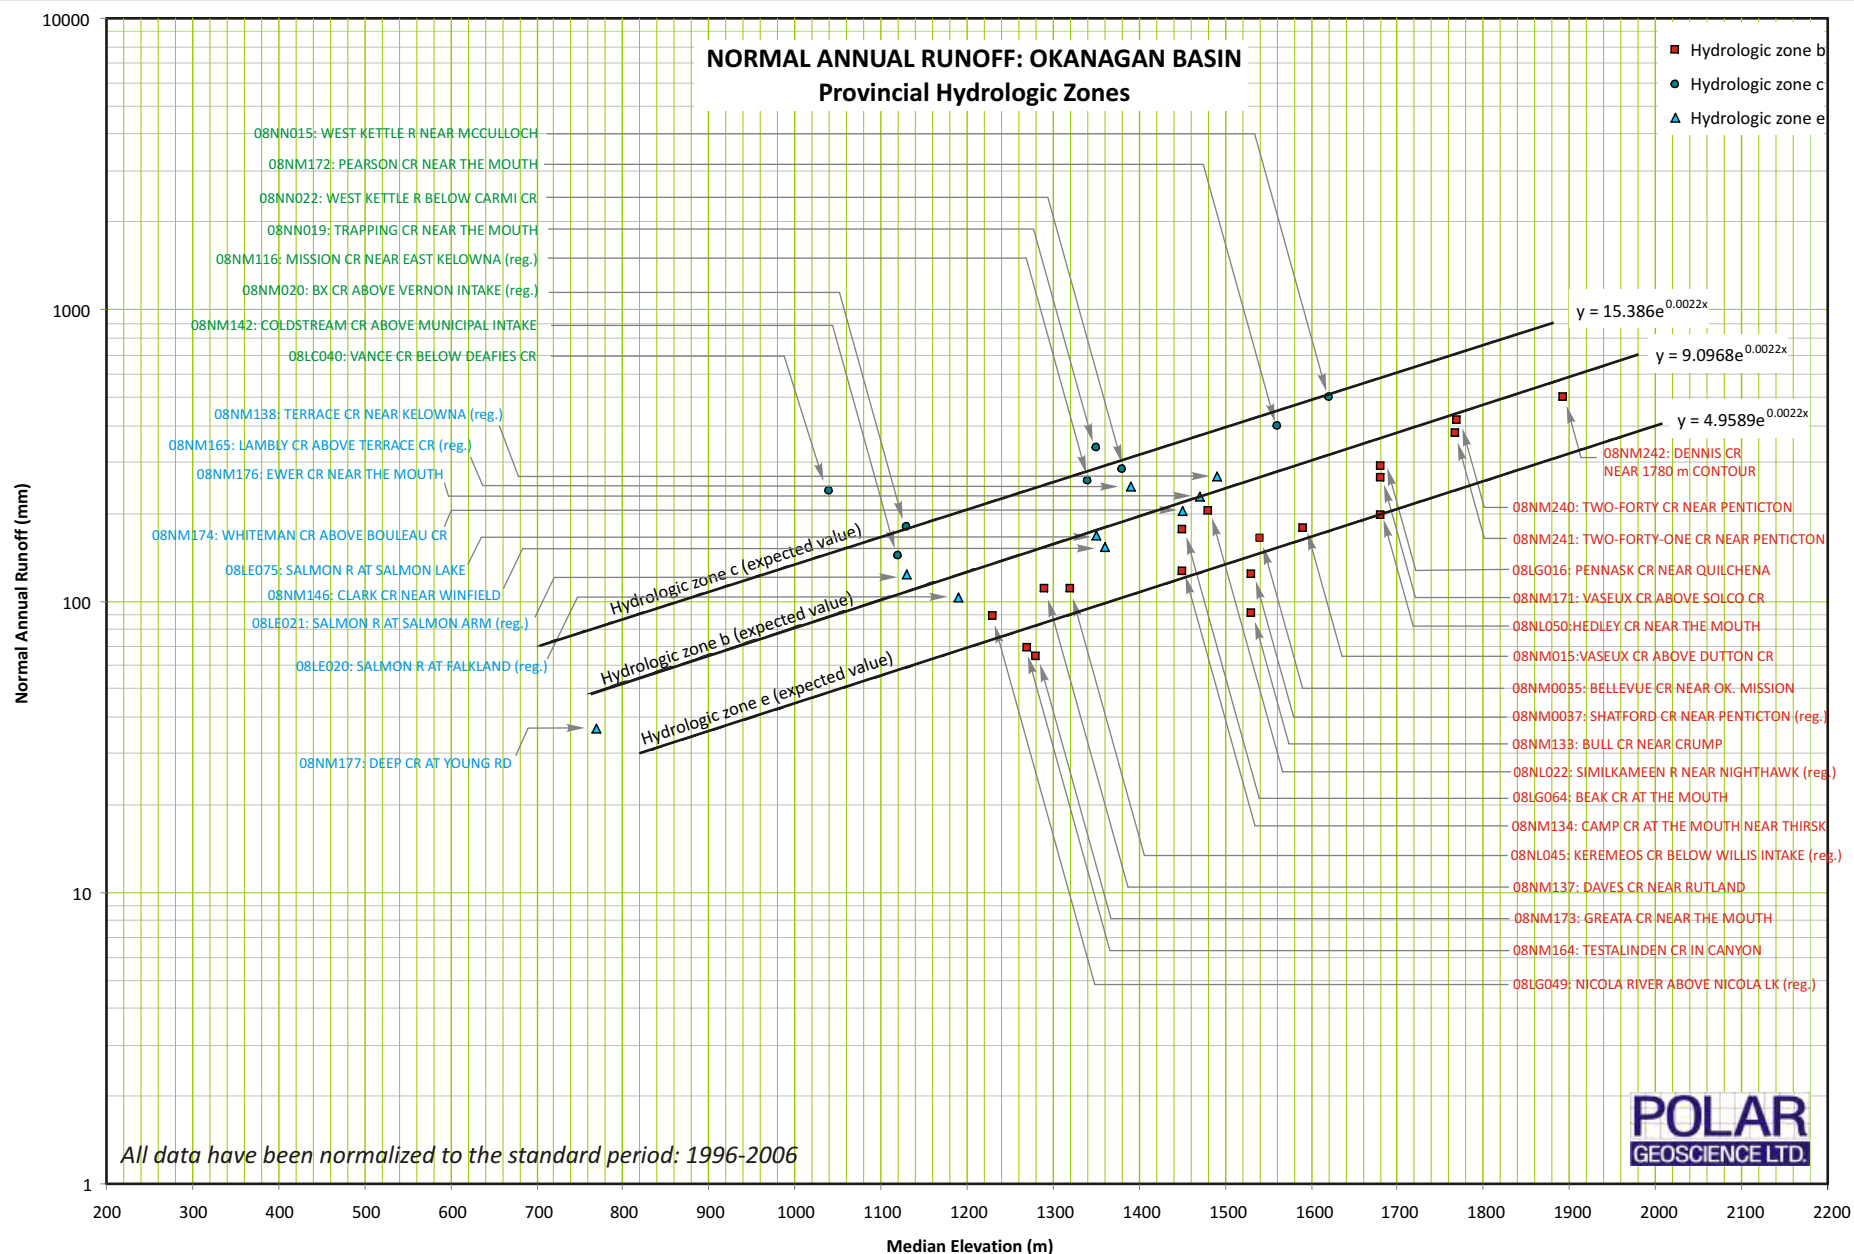 NORMAL ANNUAL RUNOFF: OKANAGAN BASIN
Provincial Hydrologic Zones
Hydrologic zone b
Hydrologic zone c
Hydrologic zone e
Normal Annual Runoff (mm)
10000
1000
100
10
1
08NN015: WEST KETTLE R NEAR MCCULLOCH
08NM172: PEARSON CR NEAR THE MOUTH
08NN022: WEST KETTLE R BELOW CARMI CR
08NN019: TRAPPING CR NEAR THE MOUTH
08NM116: MISSION CR NEAR EAST KELOWNA (reg.)
08NM020: BX CR ABOVE VERNON INTAKE (reg.)
08NM142: COLDSTREAM CR ABOVE MUNICIPAL INTAKE
08LC040: VANCE CR BELOW DEAFIES CR
08NM138: TERRACE CR NEAR KELOWNA (reg.)
08NM165: LAMBLY CR ABOVE TERRACE CR (reg.)
08NM176: EWER CR NEAR THE MOUTH
08NM174: WHITEMAN CR ABOVE BOULEAU CR
08LE075: SALMON R AT SALMON LAKE
08NM146: CLARK CR NEAR WINFIELD
08LE021: SALMON R AT SALMON ARM (reg.)
08LE020: SALMON R AT FALKLAND (reg.)
08NM177: DEEP CR AT YOUNG RD
Hydrologic zone c (expected value)
Hydrologic zone b (expected value)
Hydrologic zone e (expected value)
y = 15.386e0.0022x
y = 9.0968e0.0022x
y = 4.9589e0.0022x
08NM242: DENNIS CR
NEAR 1780 m CONTOUR
08NM240: TWO-FORTY CR NEAR PENTICTON
08NM241: TWO-FORTY-ONE CR NEAR PENTICTON
08LG016: PENNASK CR NEAR QUILCHENA
08NM171: VASEUX CR ABOVE SOLCO CR
08NL050:HEDLEY CR NEAR THE MOUTH
08NM015:VASEUX CR ABOVE DUTTON CR
08NM0035: BELLEVUE CR NEAR OK. MISSION
08NM0037: SHATFORD CR NEAR PENTICTON (reg.)
08NM133: BULL CR NEAR CRUMP
08NL022: SIMILKAMEEN R NEAR NIGHTHAWK (reg.)
08LG064: BEAK CR AT THE MOUTH
08NM134: CAMP CR AT THE MOUTH NEAR THIRSK
08NL045: KEREMEOS CR BELOW WILLIS INTAKE (reg.)
08NM137: DAVES CR NEAR RUTLAND
08NM173: GREATA CR NEAR THE MOUTH
08NM164: TESTALINDEN CR IN CANYON
08LG049: NICOLA RIVER ABOVE NICOLA LK (reg.)
POLAR
GEOSCIENCE LTD.
All data have been normalized to the standard period: 1996-2006
200 300 400 500 600 700 800 900 1000 1100 1200 1300 1400 1500 1600 1700 1800 1900 2000 2100 2200
Median Elevation (m)